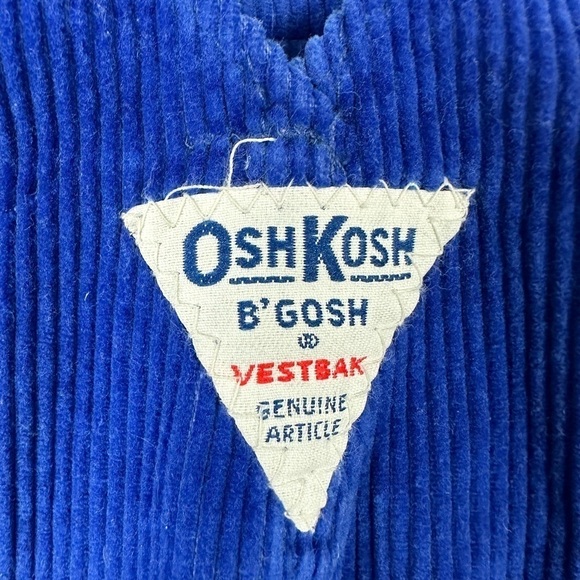 OSHKOSH
B'GOSH
VESTBAK
GENUINE
ARTICLE